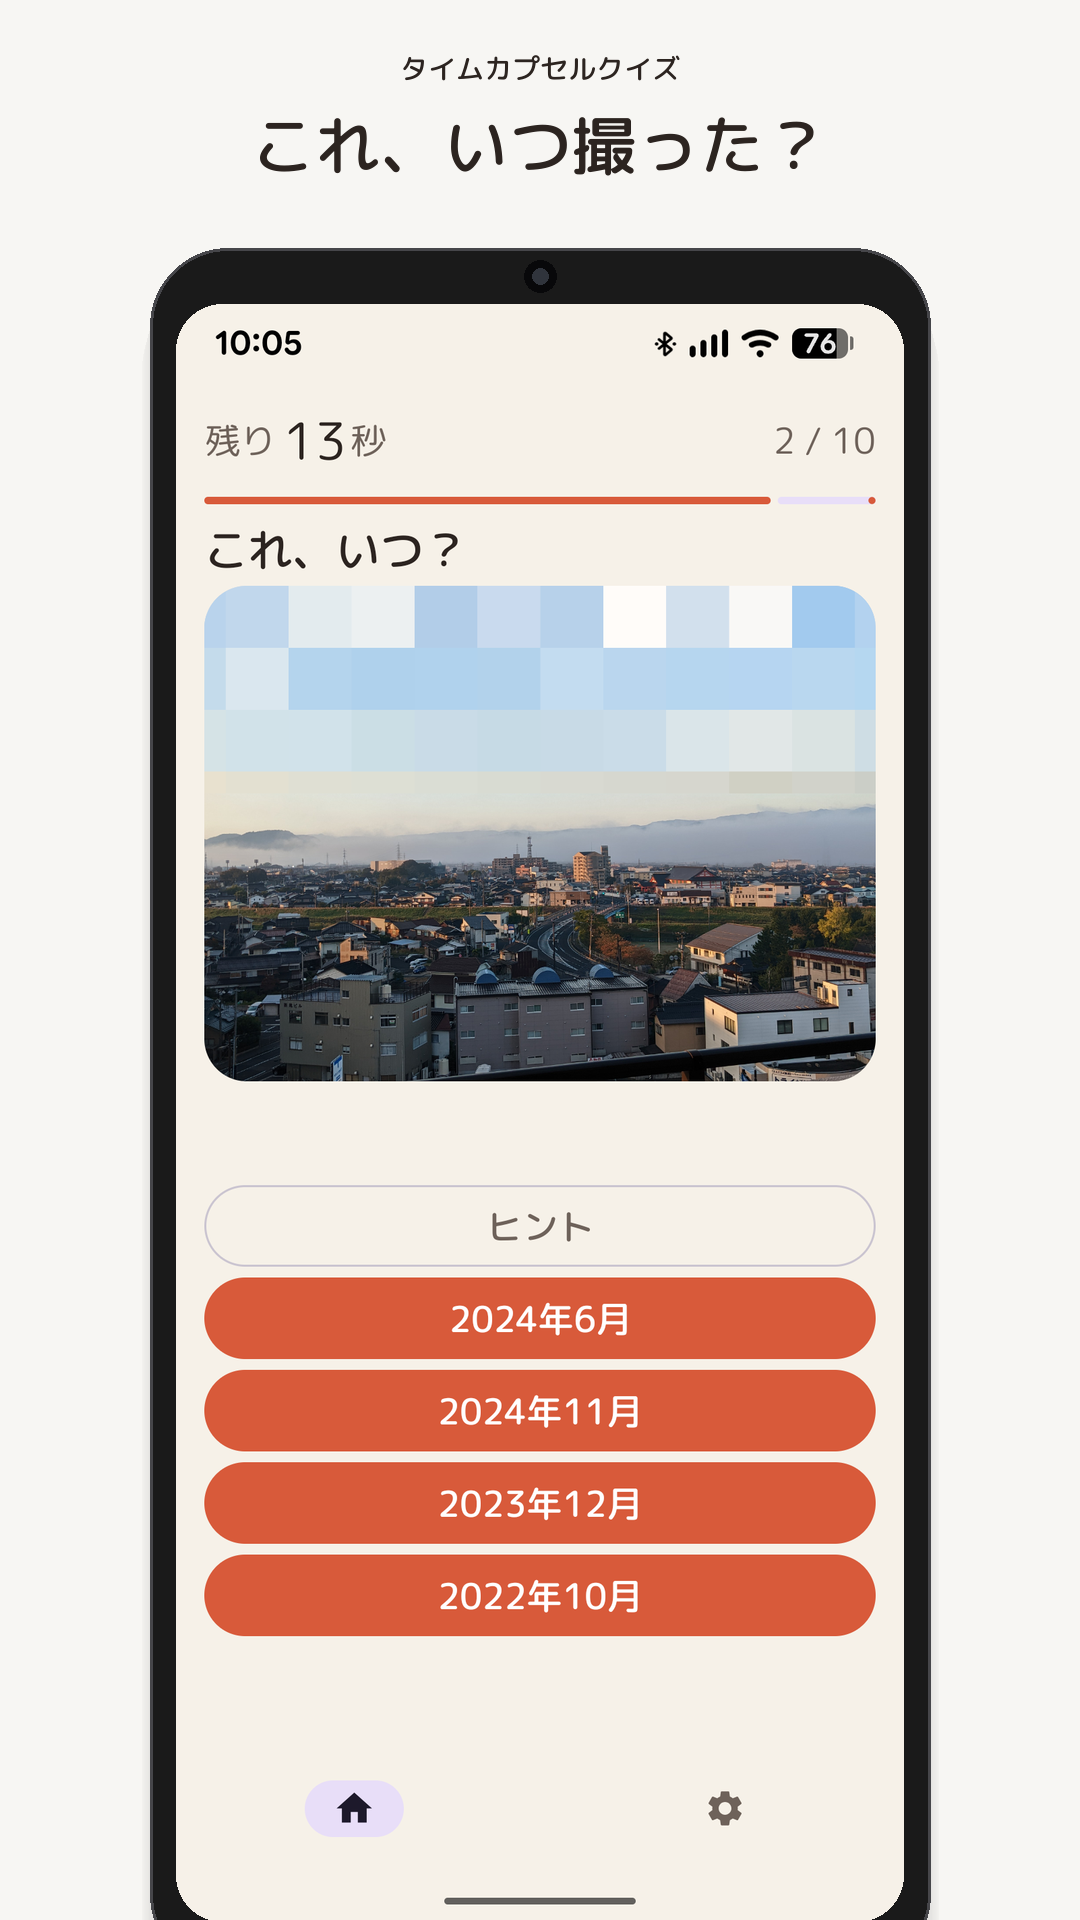 タイムカプセルクイズ
これ、いつ撮った？
10:05
76
残り 13秒
2 / 10
これ、いつ？
ヒント
2024年6月
2024年11月
2023年12月
2022年10月